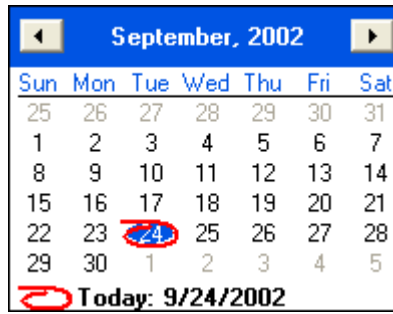 September, 2002
Sun Mon Tue Wed Thu Fri Sat
25 26 27 28 29 30 31
1 2 3 4 5 6 7
8 9 10 11 12 13 14
15 16 17 18 19 20 21
22 23 24 25 26 27 28
29 30 1 2 3 4 5
Today: 9/24/2002